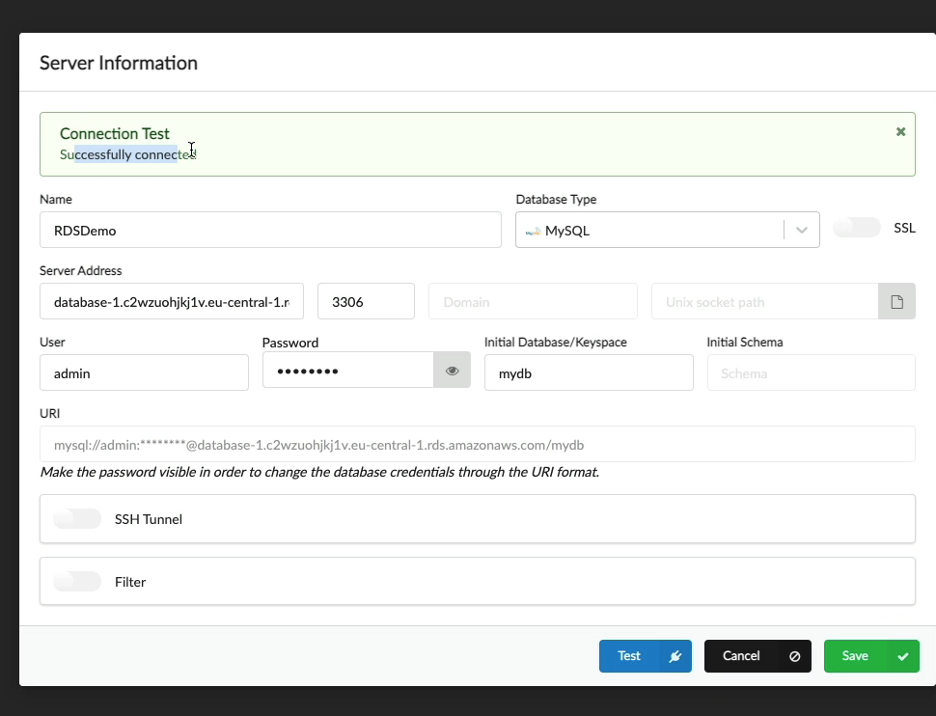 Server Information
Connection Test
Successfully connected!
Name
Database Type
RDSDemo
MySQL
SSL
Server Address
database-1.c2wzuohjkj1v.eu-central-1.r
3306
Domain
Unix socket path
User
Password
Initial Database/Keyspace
Initial Schema
admin
••••••••
mydb
Schema
URI
mysql://admin:********@database-1.c2wzuohjkj1v.eu-central-1.rds.amazonaws.com/mydb
Make the password visible in order to change the database credentials through the URI format.
SSH Tunnel
Filter
Test
Cancel
Save